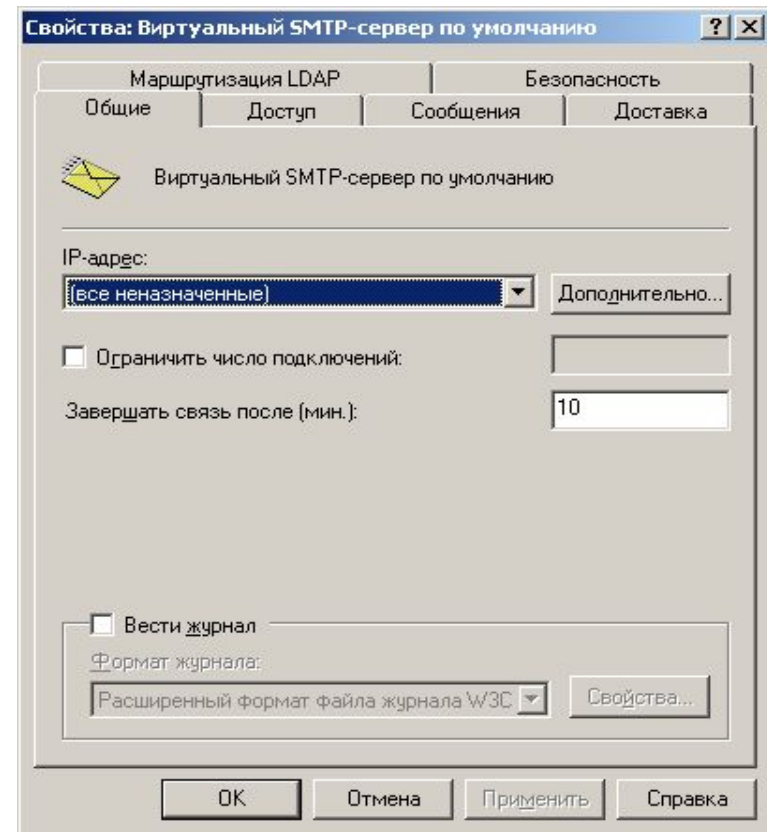 Свойства: Виртуальный SMTP-сервер по умолчанию
Маршрутизация LDAP Безопасность
Общие Доступ Сообщения Доставка
Виртуальный SMTP-сервер по умолчанию
IP-адрес:
(все неназначенные) Дополнительно...
Ограничить число подключений:
Завершать связь после (мин.): 10
Вести журнал
Формат журнала:
Расширенный формат файла журнала W3C Свойства...
OK Отмена Применить Справка